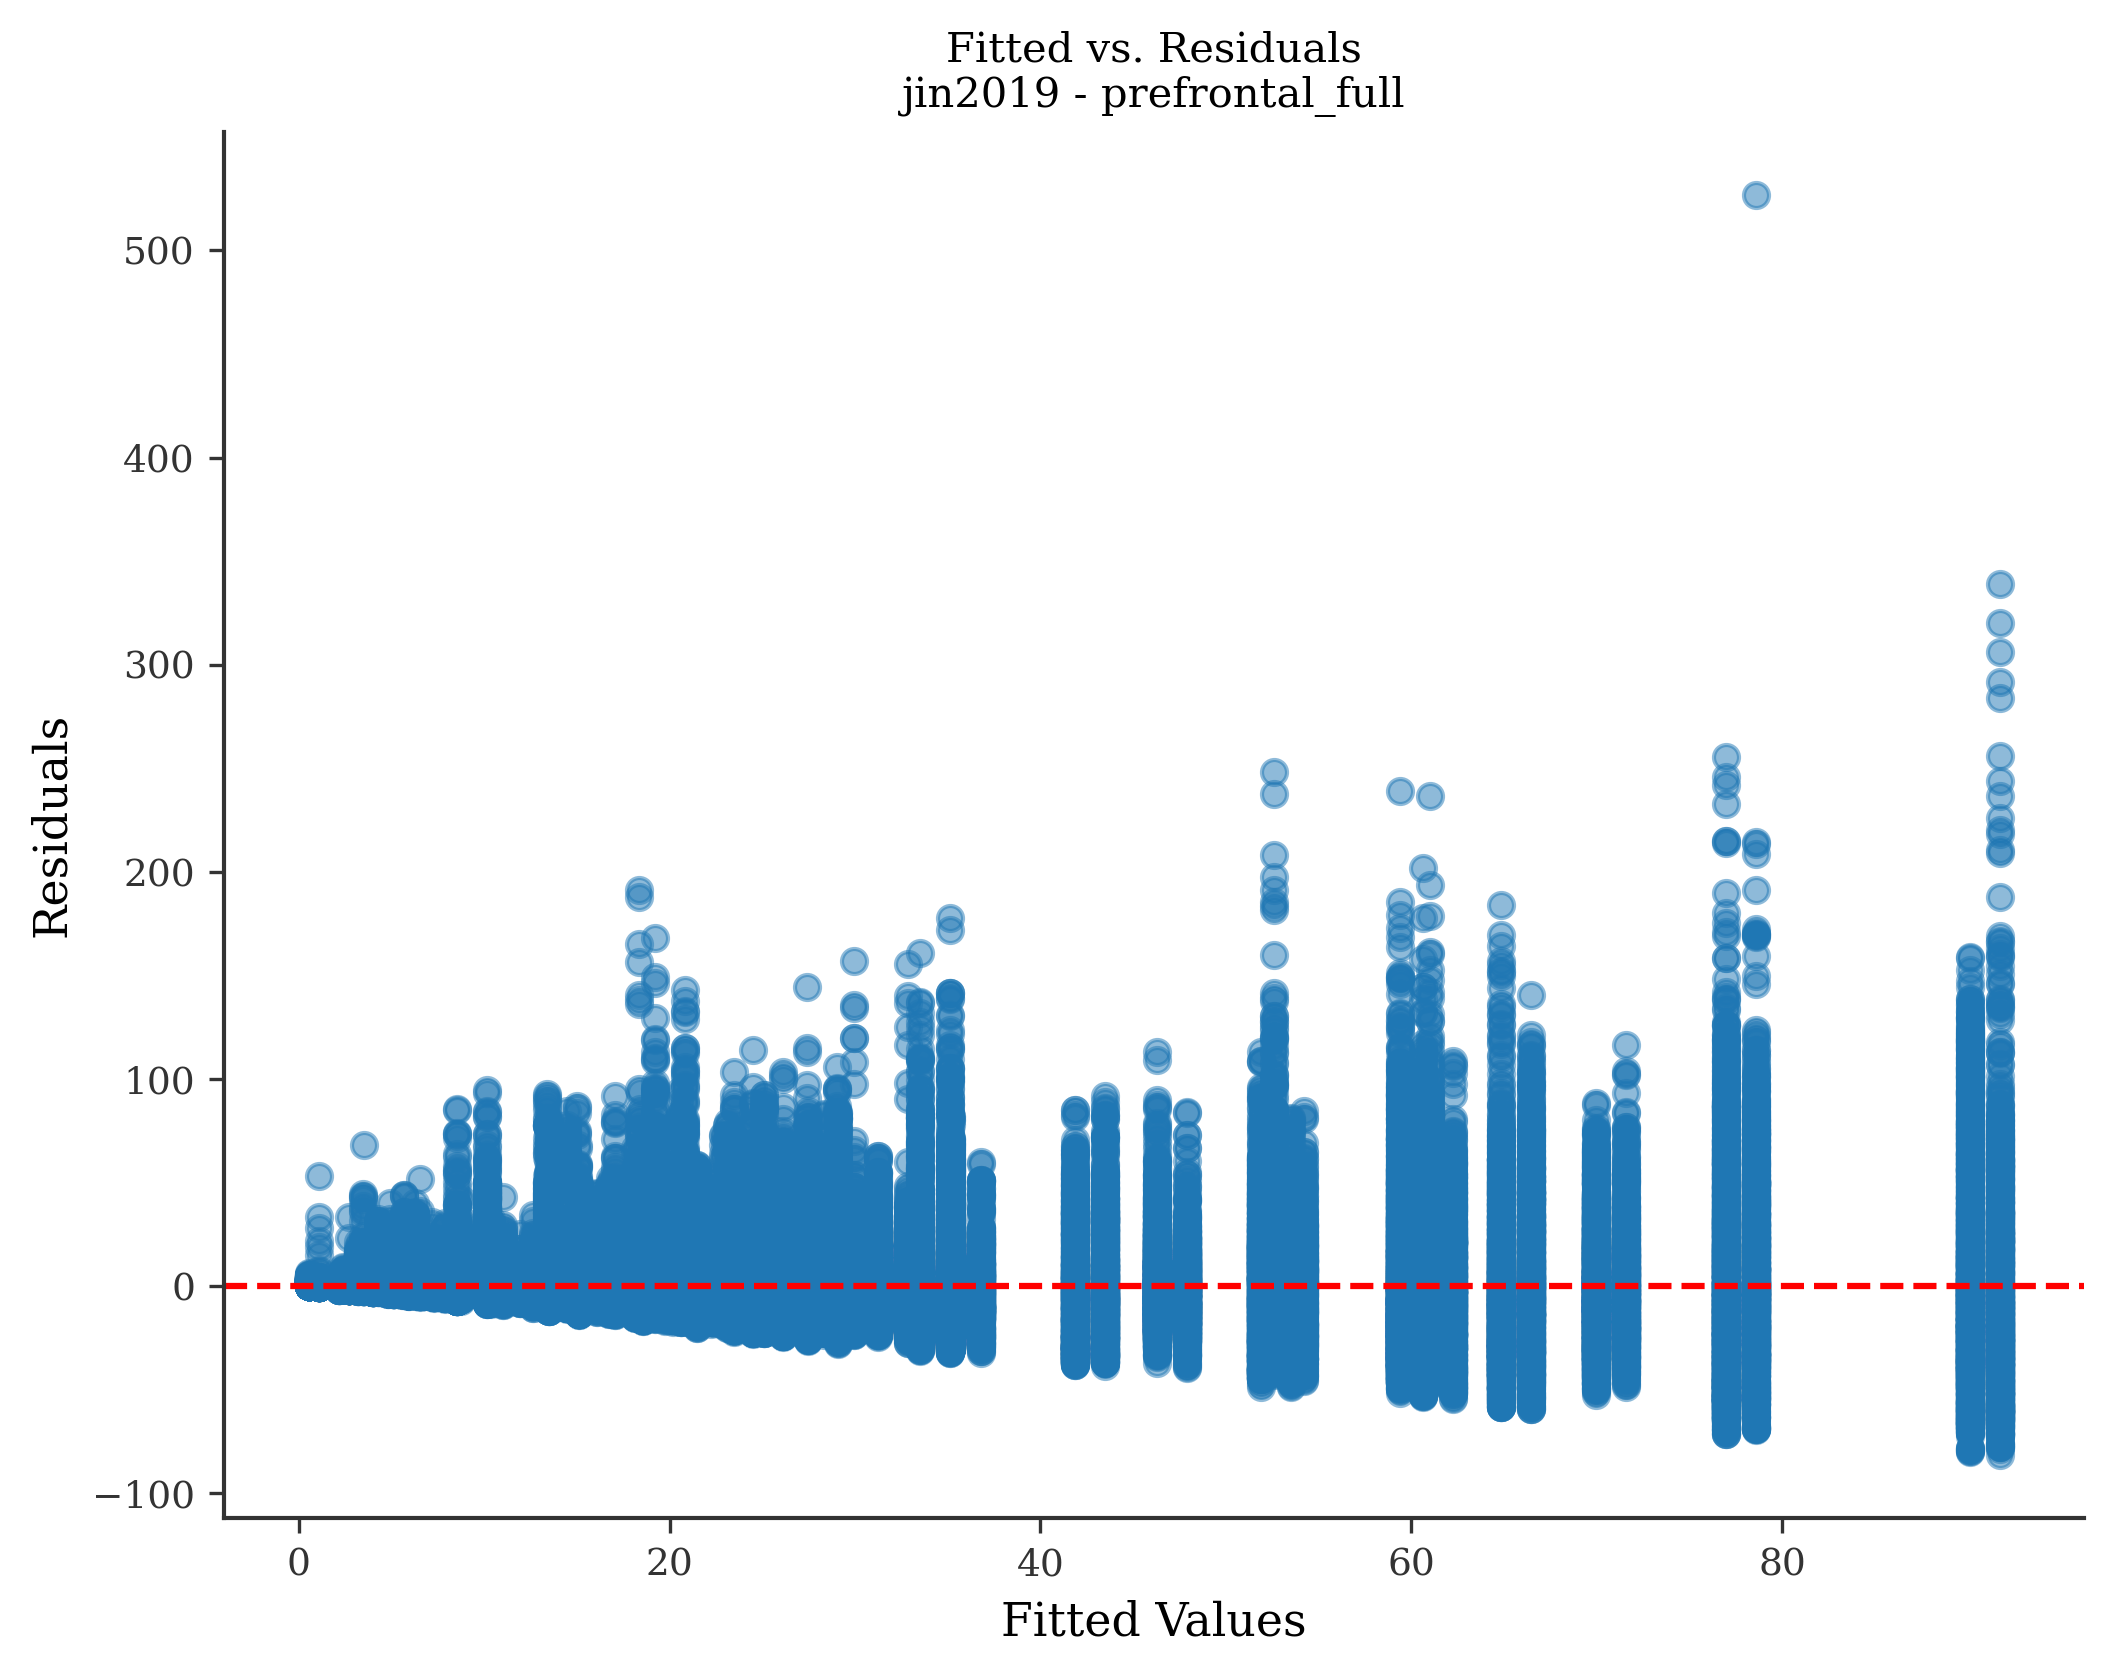 Fitted vs. Residuals
jin2019 - prefrontal_full
Residuals
500
400
300
200
100
0
−100
0 20 40 60 80
Fitted Values